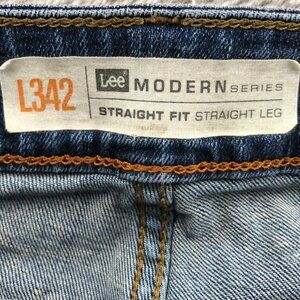 L342
Lee MODERN SERIES
STRAIGHT FIT STRAIGHT LEG